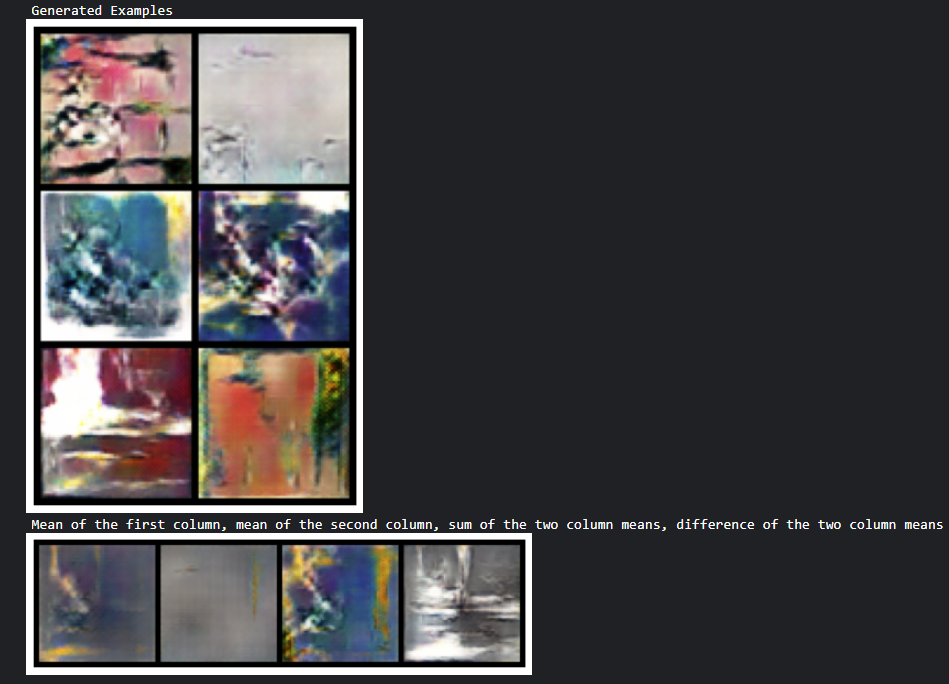 Generated Examples
Mean of the first column, mean of the second column, sum of the two column means, difference of the two column means